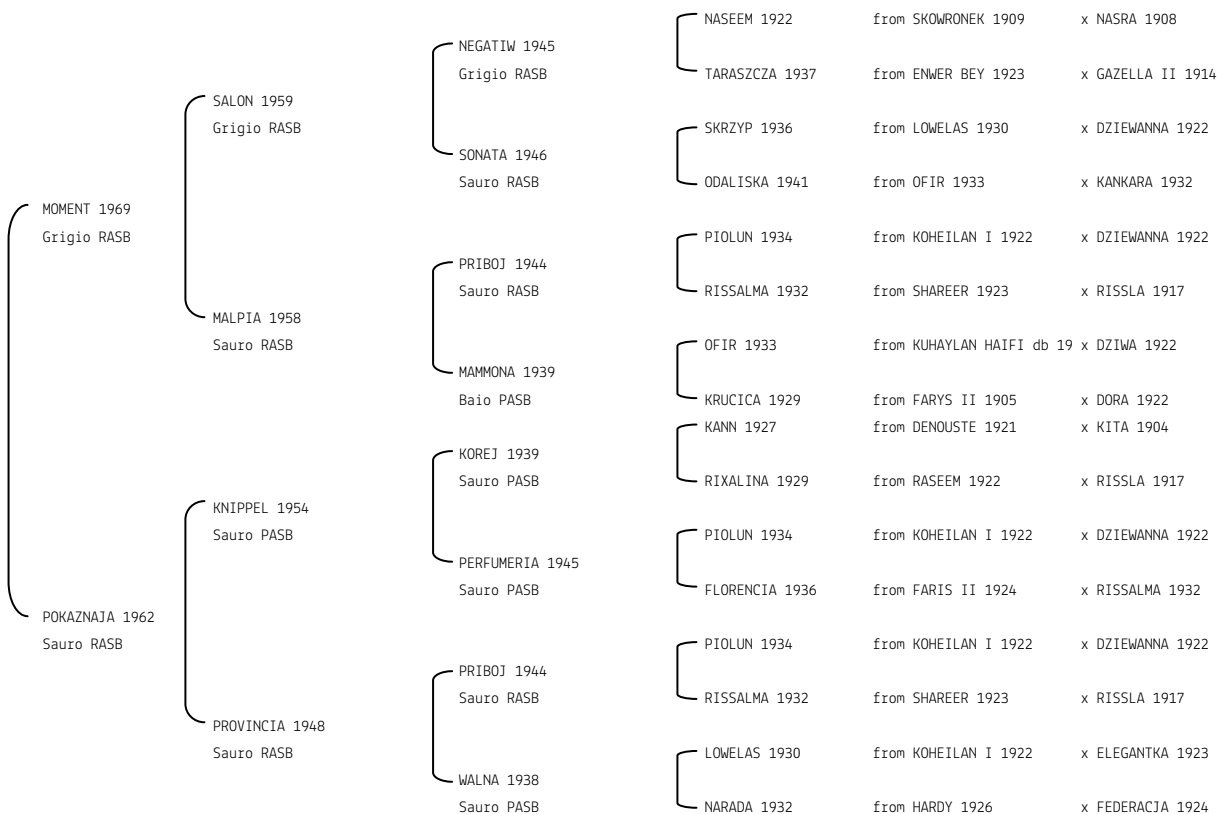 NASEEM 1922 from SKOWRONEK 1909 x NASRA 1908
NEGATIW 1945
Grigio RASB
TARASZCZA 1937 from ENWER BEY 1923 x GAZELLA II 1914
SALON 1959
Grigio RASB
SKRZYP 1936 from LOWELAS 1930 x DZIEWANNA 1922
SONATA 1946
Sauro RASB
ODALISKA 1941 from OFIR 1933 x KANKARA 1932
MOMENT 1969
Grigio RASB
PIOLUN 1934 from KOHEILAN I 1922 x DZIEWANNA 1922
PRIBOJ 1944
Sauro RASB
RISSALMA 1932 from SHAREER 1923 x RISSLA 1917
MALPIA 1958
Sauro RASB
OFIR 1933 from KUHAYLAN HAIFI db 19 x DZIWA 1922
MAMMONA 1939
Baio PASB
KRUCICA 1929 from FARYS II 1905 x DORA 1922
KANN 1927 from DENOUSTE 1921 x KITA 1904
KOREJ 1939
Sauro PASB
RIXALINA 1929 from RASEEM 1922 x RISSLA 1917
KNIPPEL 1954
Sauro PASB
PIOLUN 1934 from KOHEILAN I 1922 x DZIEWANNA 1922
PERFUMERIA 1945
Sauro PASB
FLORENCIA 1936 from FARIS II 1924 x RISSALMA 1932
POKAZNAJA 1962
Sauro RASB
PIOLUN 1934 from KOHEILAN I 1922 x DZIEWANNA 1922
PRIBOJ 1944
Sauro RASB
RISSALMA 1932 from SHAREER 1923 x RISSLA 1917
PROVINCIA 1948
Sauro RASB
LOWELAS 1930 from KOHEILAN I 1922 x ELEGANTKA 1923
WALNA 1938
Sauro PASB
NARADA 1932 from HARDY 1926 x FEDERACJA 1924